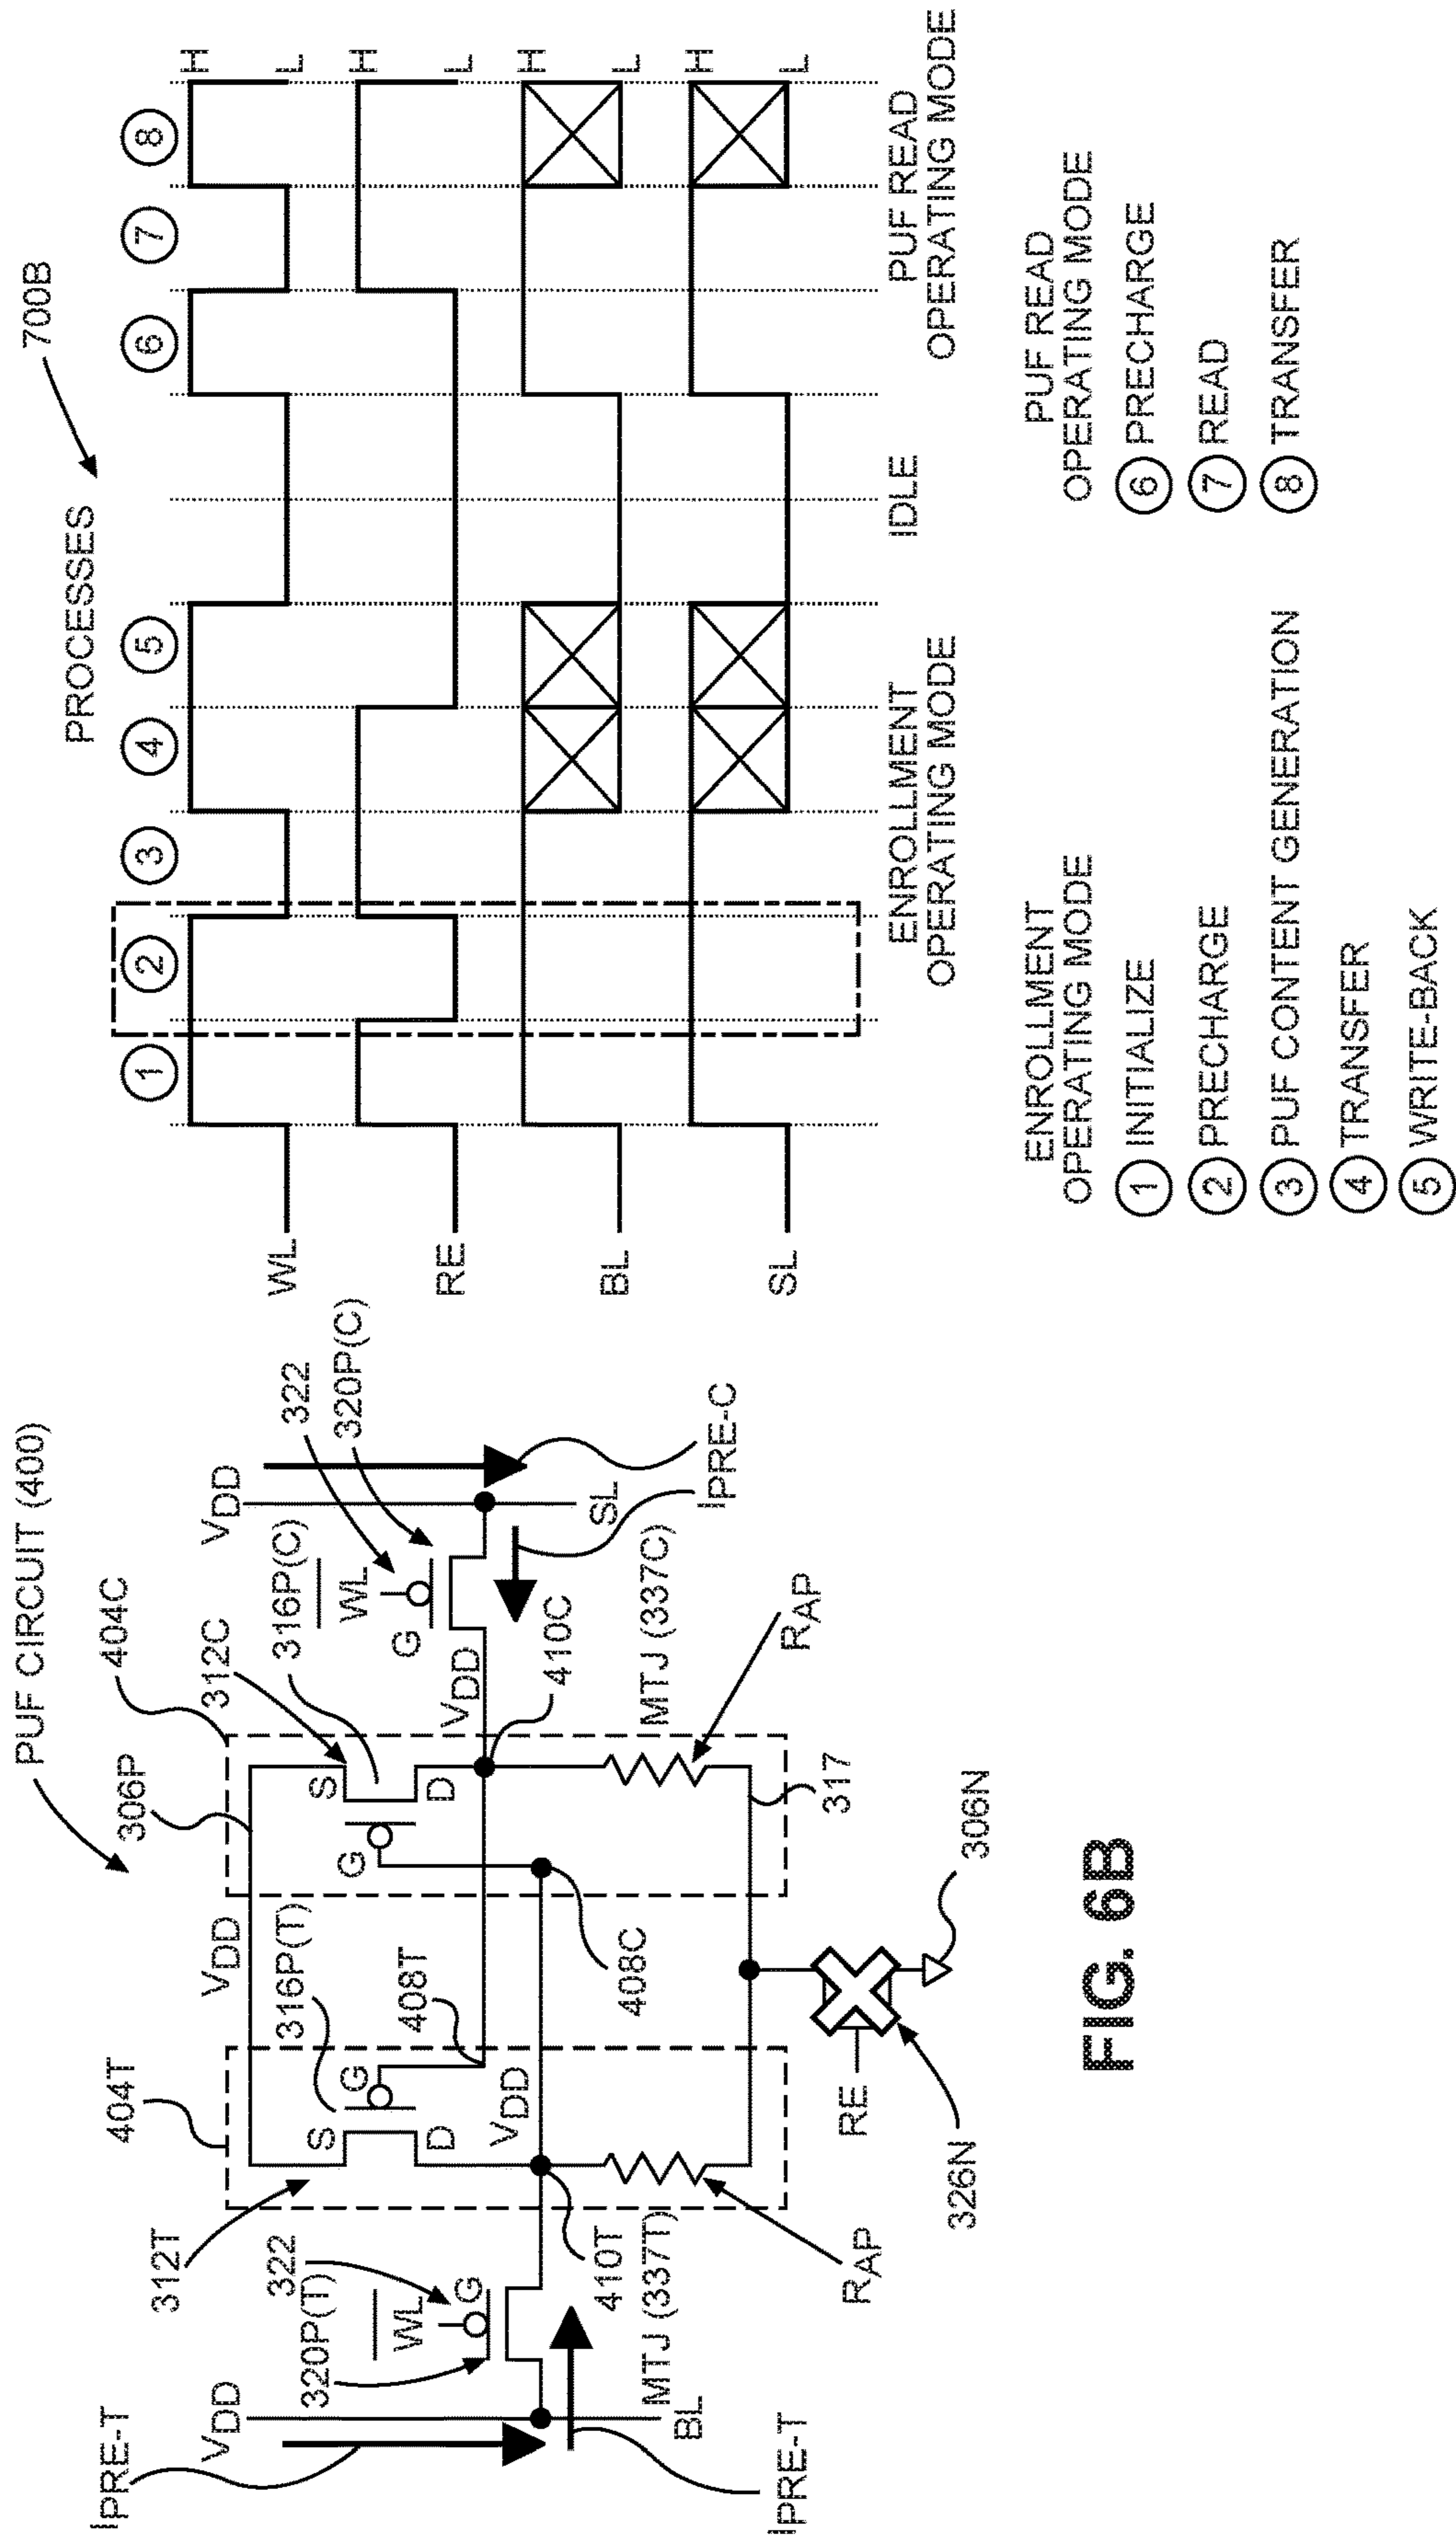 PUF CIRCUIT (400)
306P
404C
312C
316P(C)
WL
322
320P(C)
VDD
VDD
404T
312T
316P(T)
S
G
D
S
G
D
VDD
322
320P(T)
WL
G
G
VDD
IPRE-T
VDD
408T
VDD
410C
SL
IPRE-C
410T
408C
MTJ (337T)
MTJ (337C)
BL
IPRE-T
RAP
RAP
317
RE
326N
306N
FIG. 6B
PROCESSES
700B
1
2
3
4
5
6
7
8
WL
H
L
RE
H
L
BL
H
L
SL
H
L
ENROLLMENT
OPERATING MODE
IDLE
PUF READ
OPERATING MODE
ENROLLMENT
OPERATING MODE
1 INITIALIZE
2 PRECHARGE
3 PUF CONTENT GENERATION
4 TRANSFER
5 WRITE-BACK
PUF READ
OPERATING MODE
6 PRECHARGE
7 READ
8 TRANSFER